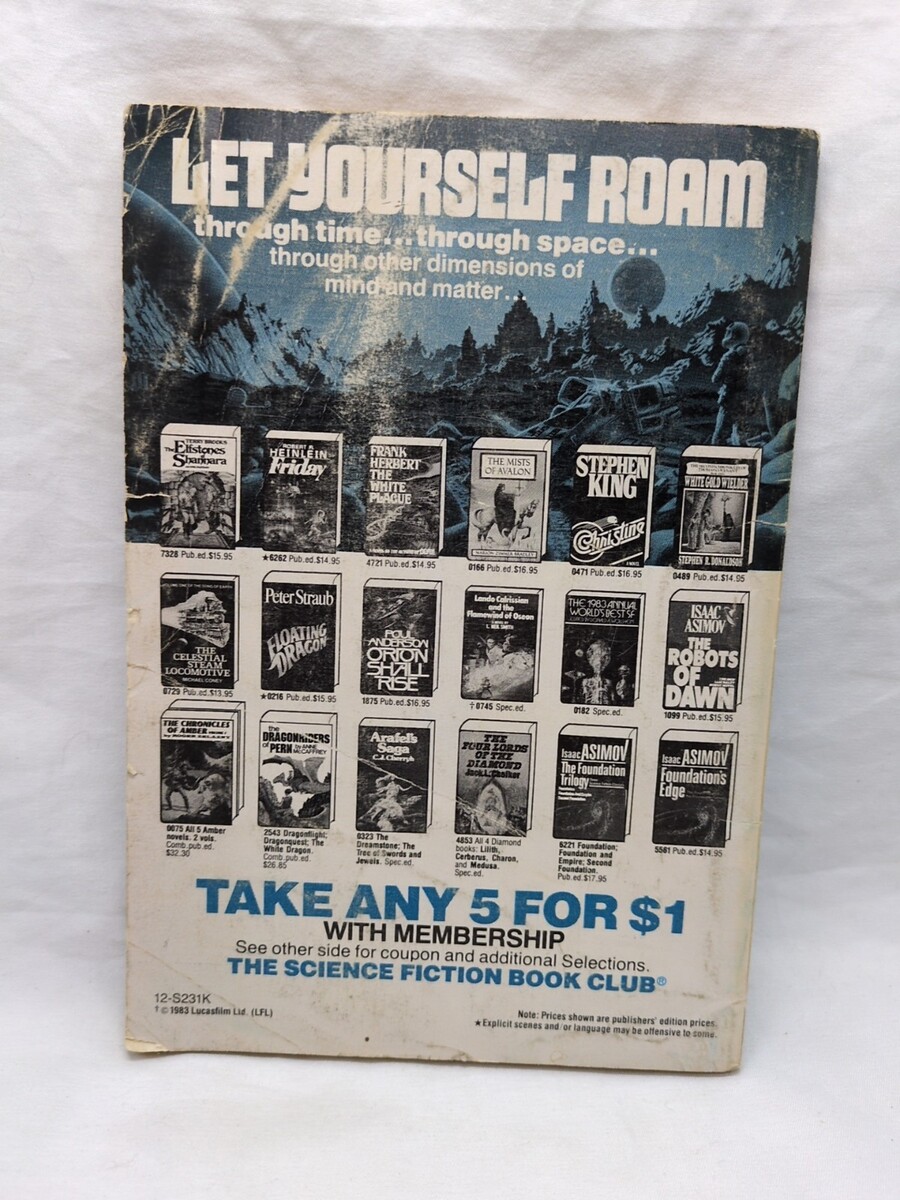 LET YOURSELF ROAM
through time...through space...
through other dimensions of
mind and matter...
TERRY BROOKS
The Elfstones
of Shannara
ROBERT A.
HEINLEIN
Friday
FRANK
HERBERT
THE
WHITE
PLAGUE
THE MISTS
OF AVALON
MARION ZIMMER BRADLEY
STEPHEN
KING
Christine
WHITE GOLD WIELDER
STEPHEN R. DONALDSON
7328 Pub.ed.$15.95
★6262 Pub.ed.$14.95
4721 Pub.ed.$14.95
0166 Pub.ed.$16.95
0471 Pub.ed.$16.95
0489 Pub.ed.$14.95
THE
CELESTIAL
STEAM
LOCOMOTIVE
MICHAEL CONEY
Peter Straub
FLOATING
DRAGON
POUL
ANDERSON
ORION
SHALL
RISE
Lando Calrissian
and the
Flamewind of Oseon
L. NEIL SMITH
THE 1983 ANNUAL
WORLD'S BEST SF
ISAAC
ASIMOV
THE
ROBOTS
OF
DAWN
0729 Pub.ed.$13.95
★0216 Pub.ed.$15.95
1875 Pub.ed.$16.95
†0745 Spec.ed.
0182 Spec.ed.
1099 Pub.ed.$15.95
THE CHRONICLES
OF AMBER
the
DRAGONRIDERS
of PERN by ANNE
McCAFFREY
Arafel's
Saga
C.J. Cherryh
THE
FOUR LORDS
OF THE
DIAMOND
Jack L. Chalker
Isaac ASIMOV
The Foundation
Trilogy
Isaac ASIMOV
Foundation's
Edge
0075 All 5 Amber
novels. 2 vols.
Comb.pub.ed.
$32.30
2543 Dragonflight;
Dragonquest; The
White Dragon.
Comb.pub.ed.
$26.85
0323 The
Dreamstone; The
Tree of Swords and
Jewels. Spec.ed.
4853 All 4 Diamond
books: Lilith,
Cerberus, Charon,
and Medusa.
Spec.ed.
6221 Foundation;
Foundation and
Empire; Second
Foundation.
Pub.ed.$17.95
5561 Pub.ed.$14.95
TAKE ANY 5 FOR $1
WITH MEMBERSHIP
See other side for coupon and additional Selections.
THE SCIENCE FICTION BOOK CLUB®
12-S231K
† © 1983 Lucasfilm Ltd. (LFL)
Note: Prices shown are publishers' edition prices.
★Explicit scenes and/or language may be offensive to some.